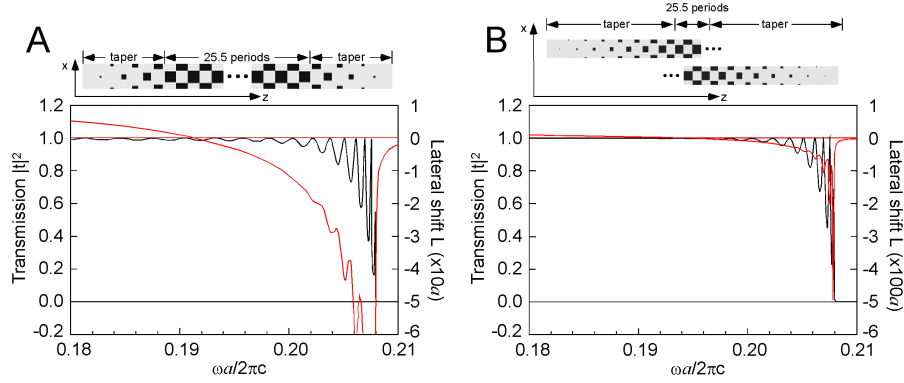 A
taper
25.5 periods
taper
x
z
1.2
1.0
0.8
0.6
0.4
0.2
0.0
-0.2
Transmission |t|²
1
0
-1
-2
-3
-4
-5
-6
Lateral shift L (x10a)
0.18
0.19
0.20
0.21
ωa/2πc
B
25.5 periods
taper
taper
x
z
1.2
1.0
0.8
0.6
0.4
0.2
0.0
-0.2
Transmission |t|²
1
0
-1
-2
-3
-4
-5
-6
Lateral shift L (x100a)
0.18
0.19
0.20
0.21
ωa/2πc